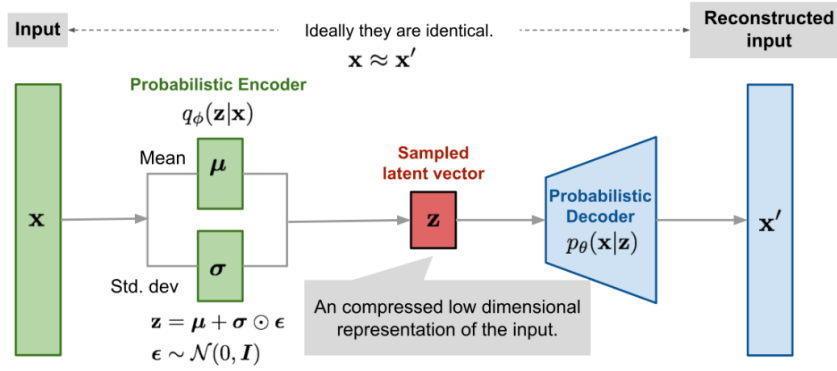 Input
Ideally they are identical.
x ≈ x′
Reconstructed
input
Probabilistic Encoder
qϕ(z|x)
Mean
μ
x
Std. dev
σ
z = μ + σ ⊙ ϵ
ϵ ∼ 𝒩(0, I)
Sampled
latent vector
z
An compressed low dimensional
representation of the input.
Probabilistic
Decoder
pθ(x|z)
x′